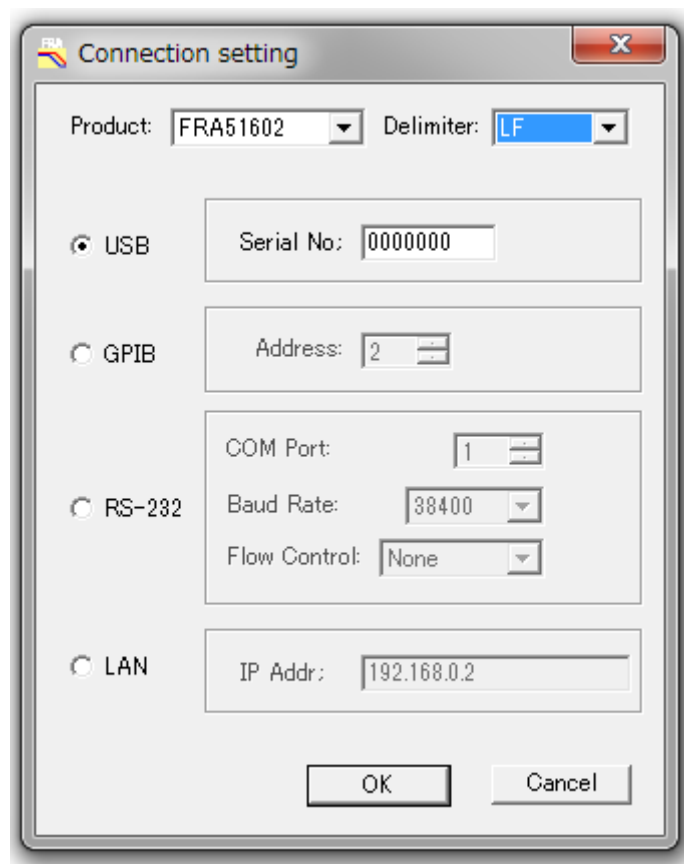 FRA
Connection setting
Product: FRA51602 Delimiter: LF
USB Serial No; 0000000
GPIB Address: 2
COM Port: 1
RS-232 Baud Rate: 38400
Flow Control: None
LAN IP Addr; 192.168.0.2
OK Cancel